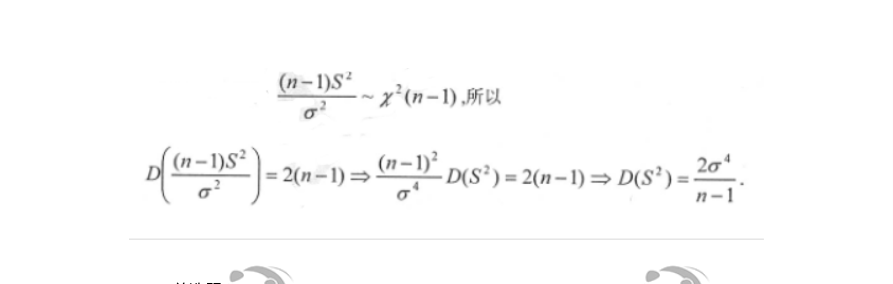 (n−1)S²/σ² ~ χ²(n−1),所以
D((n−1)S²/σ²) = 2(n−1) ⇒ (n−1)²/σ⁴ D(S²) = 2(n−1) ⇒ D(S²) = 2σ⁴/(n−1).